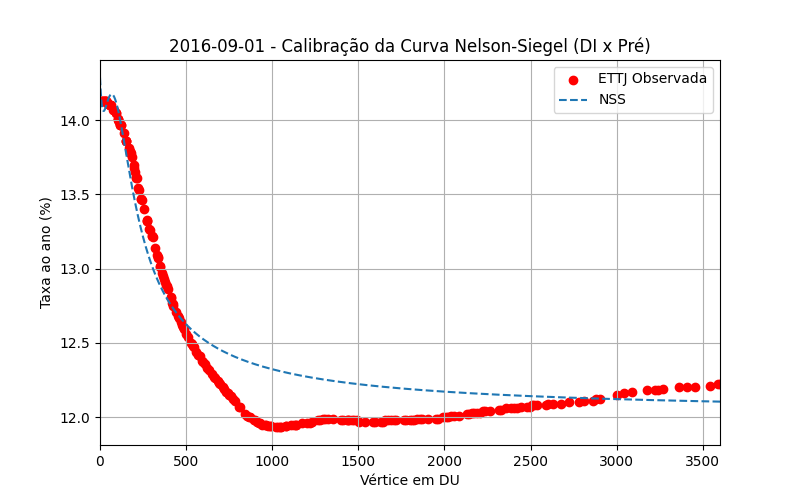 2016-09-01 - Calibração da Curva Nelson-Siegel (DI x Pré)
ETTJ Observada
NSS
Taxa ao ano (%)
14.0
13.5
13.0
12.5
12.0
0 500 1000 1500 2000 2500 3000 3500
Vértice em DU